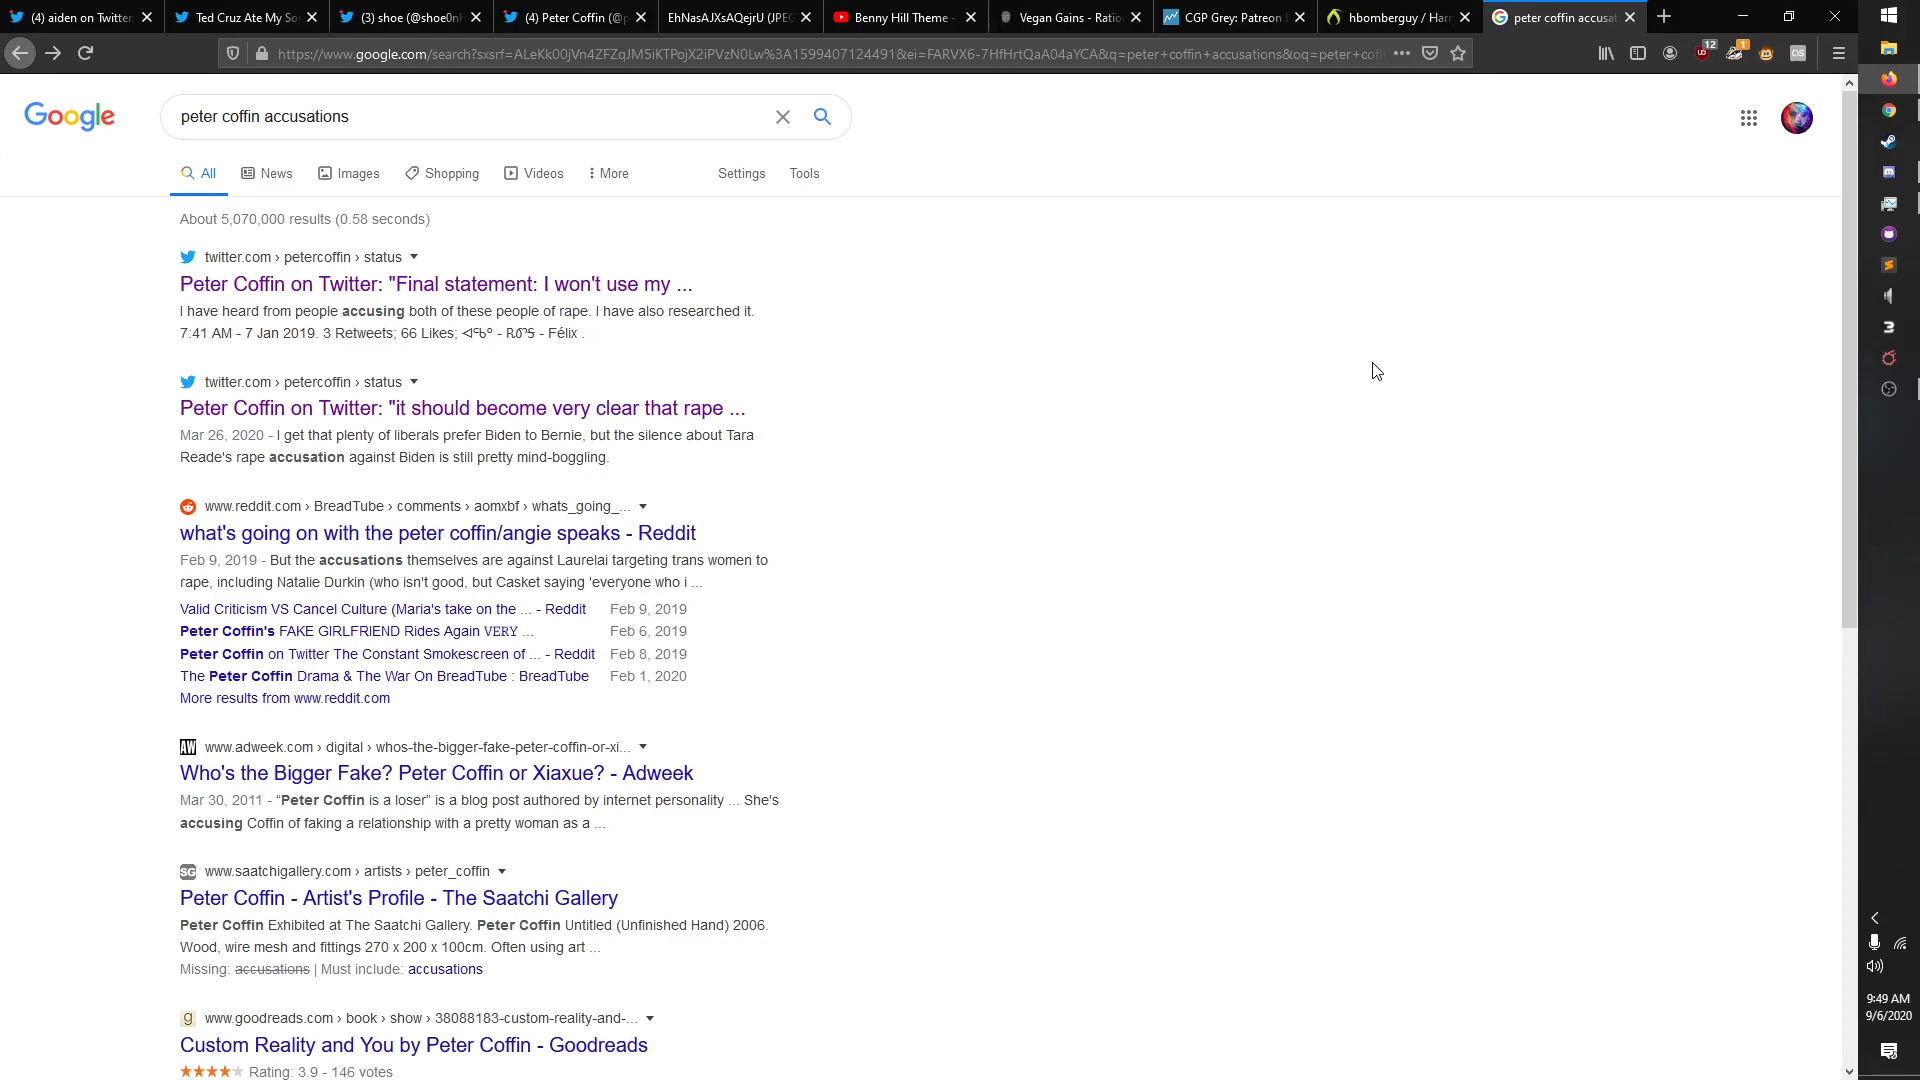 (4) aiden on Twitter
Ted Cruz Ate My So
(3) shoe (@shoe0n
(4) Peter Coffin (@p
EhNasAJXsAQejrU (JPEG
Benny Hill Theme -
Vegan Gains - Ratio
CGP Grey: Patreon
hbomberguy / Harr
peter coffin accusat
https://www.google.com/search?sxsrf=ALeKk00jVn4ZFZqJM5iKTPojX2iPVzN0Lw%3A1599407124491&ei=FARVX6-7HfHrtQaA04aYCA&q=peter+coffin+accusations&oq=peter+coff
12
1
Google
peter coffin accusations
All News Images Shopping Videos More Settings Tools
About 5,070,000 results (0.58 seconds)
twitter.com › petercoffin › status
Peter Coffin on Twitter: "Final statement: I won't use my ...
I have heard from people accusing both of these people of rape. I have also researched it.
7:41 AM - 7 Jan 2019. 3 Retweets; 66 Likes; - Félix .
twitter.com › petercoffin › status
Peter Coffin on Twitter: "it should become very clear that rape ...
Mar 26, 2020 - I get that plenty of liberals prefer Biden to Bernie, but the silence about Tara
Reade's rape accusation against Biden is still pretty mind-boggling.
www.reddit.com › BreadTube › comments › aomxbf › whats_going_...
what's going on with the peter coffin/angie speaks - Reddit
Feb 9, 2019 - But the accusations themselves are against Laurelai targeting trans women to
rape, including Natalie Durkin (who isn't good, but Casket saying 'everyone who i ...
Valid Criticism VS Cancel Culture (Maria's take on the ... - Reddit Feb 9, 2019
Peter Coffin's FAKE GIRLFRIEND Rides Again VERY ... Feb 6, 2019
Peter Coffin on Twitter The Constant Smokescreen of ... - Reddit Feb 8, 2019
The Peter Coffin Drama & The War On BreadTube : BreadTube Feb 1, 2020
More results from www.reddit.com
www.adweek.com › digital › whos-the-bigger-fake-peter-coffin-or-xi...
Who's the Bigger Fake? Peter Coffin or Xiaxue? - Adweek
Mar 30, 2011 - “Peter Coffin is a loser” is a blog post authored by internet personality ... She's
accusing Coffin of faking a relationship with a pretty woman as a ...
www.saatchigallery.com › artists › peter_coffin
Peter Coffin - Artist's Profile - The Saatchi Gallery
Peter Coffin Exhibited at The Saatchi Gallery. Peter Coffin Untitled (Unfinished Hand) 2006.
Wood, wire mesh and fittings 270 x 200 x 100cm. Often using art ...
Missing: accusations | Must include: accusations
www.goodreads.com › book › show › 38088183-custom-reality-and-...
Custom Reality and You by Peter Coffin - Goodreads
Rating: 3.9 - 146 votes
9:49 AM
9/6/2020